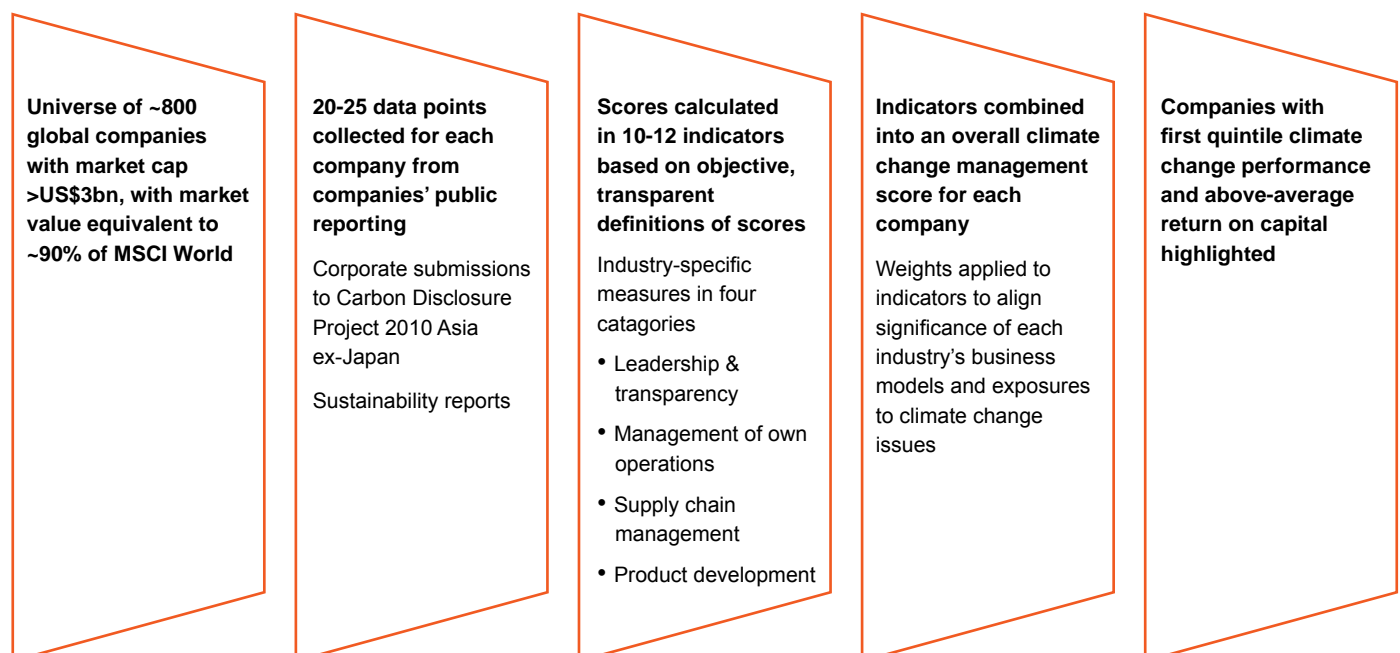 Universe of ~800
global companies
with market cap
>US$3bn, with market
value equivalent to
~90% of MSCI World
20-25 data points
collected for each
company from
companies’ public
reporting
Corporate submissions
to Carbon Disclosure
Project 2010 Asia
ex-Japan
Sustainability reports
Scores calculated
in 10-12 indicators
based on objective,
transparent
definitions of scores
Industry-specific
measures in four
catagories
• Leadership &
transparency
• Management of own
operations
• Supply chain
management
• Product development
Indicators combined
into an overall climate
change management
score for each
company
Weights applied to
indicators to align
significance of each
industry’s business
models and exposures
to climate change
issues
Companies with
first quintile climate
change performance
and above-average
return on capital
highlighted